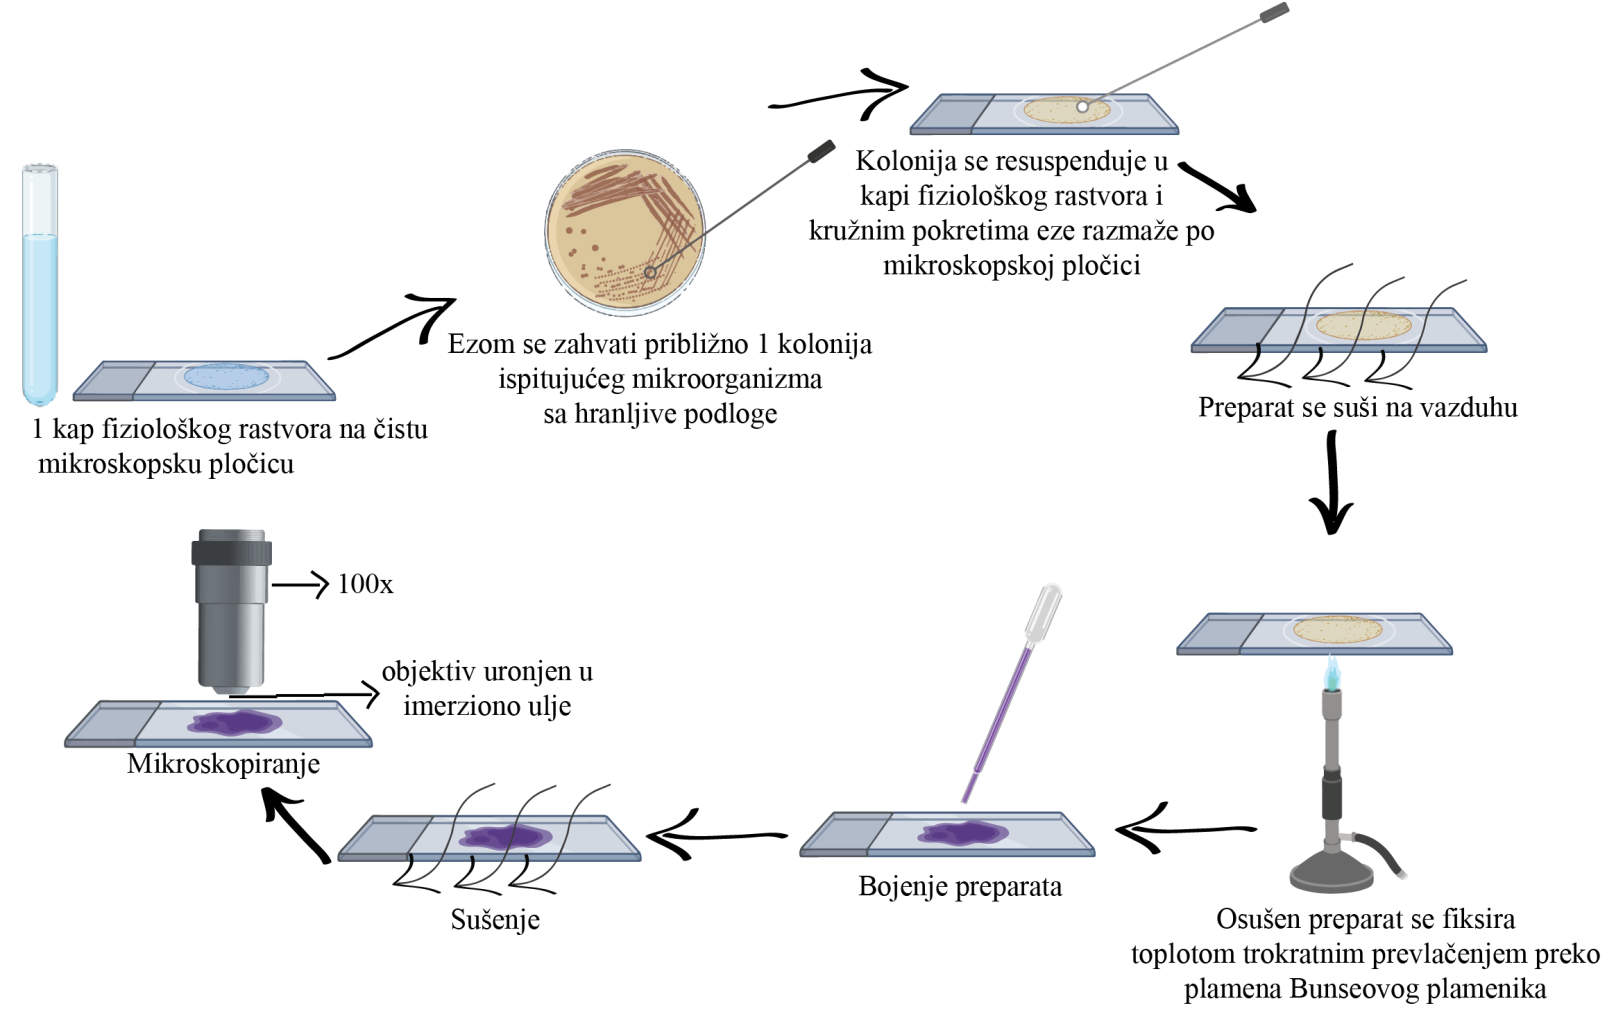 1 kap fiziološkog rastvora na čistu
mikroskopsku pločicu
Ezom se zahvati približno 1 kolonija
ispitujućeg mikroorganizma
sa hranljive podloge
Kolonija se resuspenduje u
kapi fiziološkog rastvora i
kružnim pokretima eze razmaže po
mikroskopskoj pločici
Preparat se suši na vazduhu
Osušen preparat se fiksira
toplotom trokratnim prevlačenjem preko
plamena Bunseovog plamenika
Bojenje preparata
Sušenje
Mikroskopiranje
100x
objektiv uronjen u
imerziono ulje